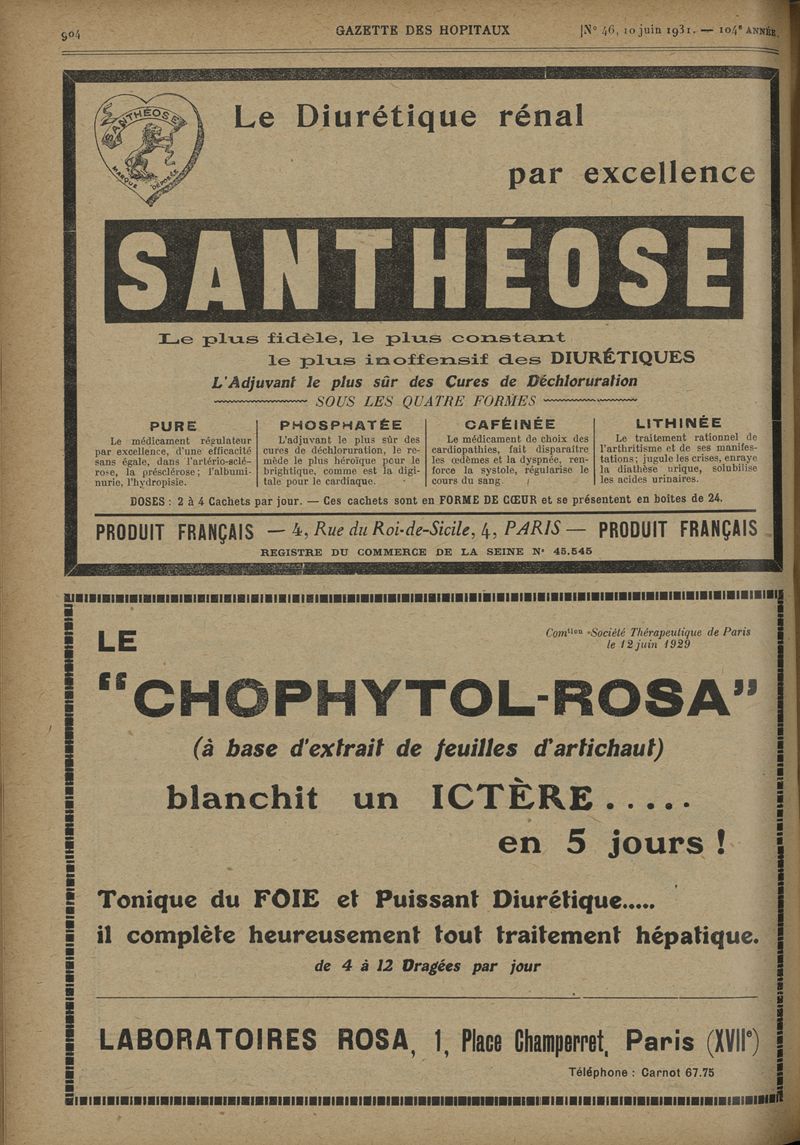 904
GAZETTE DES HOPITAUX
N° 46, 10 juin 1931. — 104e ANNÉE.
SANTHÉOSE
MARQUE DÉPOSÉE
Le Diurétique rénal
par excellence
SANTHÉOSE
Le plus fidèle, le plus constant
le plus inoffensif des DIURÉTIQUES
L'Adjuvant le plus sûr des Cures de Déchloruration
SOUS LES QUATRE FORMES
PURE
Le médicament régulateur
par excellence, d'une efficacité
sans égale, dans l'artério-sclé-
rose, la présclérose ; l'albumi-
nurie, l'hydropisie.
PHOSPHATÉE
L'adjuvant le plus sûr des
cures de déchloruration, le re-
mède le plus héroïque pour le
brightique, comme est la digi-
tale pour le cardiaque.
CAFÉINÉE
Le médicament de choix des
cardiopathies, fait disparaître
les œdèmes et la dyspnée, ren-
force la systole, régularise le
cours du sang
LITHINÉE
Le traitement rationnel de
l'arthritisme et de ses manifes-
tations ; jugule les crises, enraye
la diathèse urique, solubilise
les acides urinaires.
DOSES : 2 à 4 Cachets par jour. — Ces cachets sont en FORME DE CŒUR et se présentent en boîtes de 24.
PRODUIT FRANÇAIS — 4, Rue du Roi-de-Sicile, 4, PARIS — PRODUIT FRANÇAIS
REGISTRE DU COMMERCE DE LA SEINE N° 45.545
LE
Comtion Société Thérapeutique de Paris
le 12 juin 1929
“CHOPHYTOL-ROSA”
(à base d'extrait de feuilles d'artichaut)
blanchit un ICTÈRE.....
en 5 jours !
Tonique du FOIE et Puissant Diurétique.....
il complète heureusement tout traitement hépatique.
de 4 à 12 Dragées par jour
LABORATOIRES ROSA, 1, Place Champerret, Paris (XVIIe)
Téléphone : Carnot 67.75